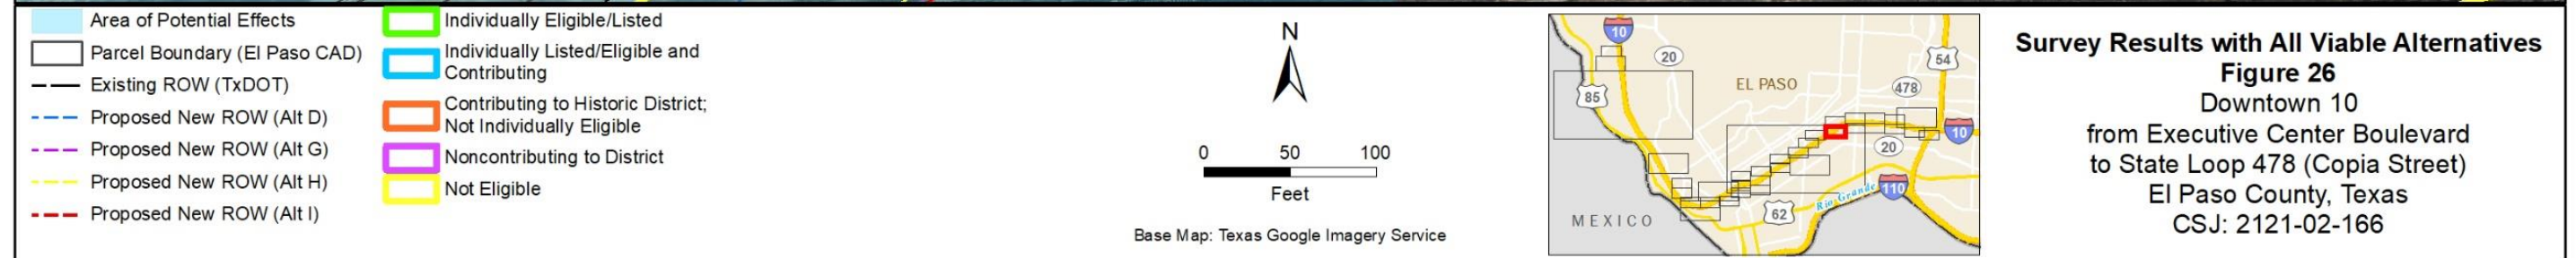 Area of Potential Effects
Parcel Boundary (El Paso CAD)
Existing ROW (TxDOT)
Proposed New ROW (Alt D)
Proposed New ROW (Alt G)
Proposed New ROW (Alt H)
Proposed New ROW (Alt I)
Individually Eligible/Listed
Individually Listed/Eligible and
Contributing
Contributing to Historic District;
Not Individually Eligible
Noncontributing to District
Not Eligible
N
0 50 100
Feet
Base Map: Texas Google Imagery Service
10
20
54
EL PASO
478
85
10
20
110
Rio Grande
62
MEXICO
Survey Results with All Viable Alternatives
Figure 26
Downtown 10
from Executive Center Boulevard
to State Loop 478 (Copia Street)
El Paso County, Texas
CSJ: 2121-02-166